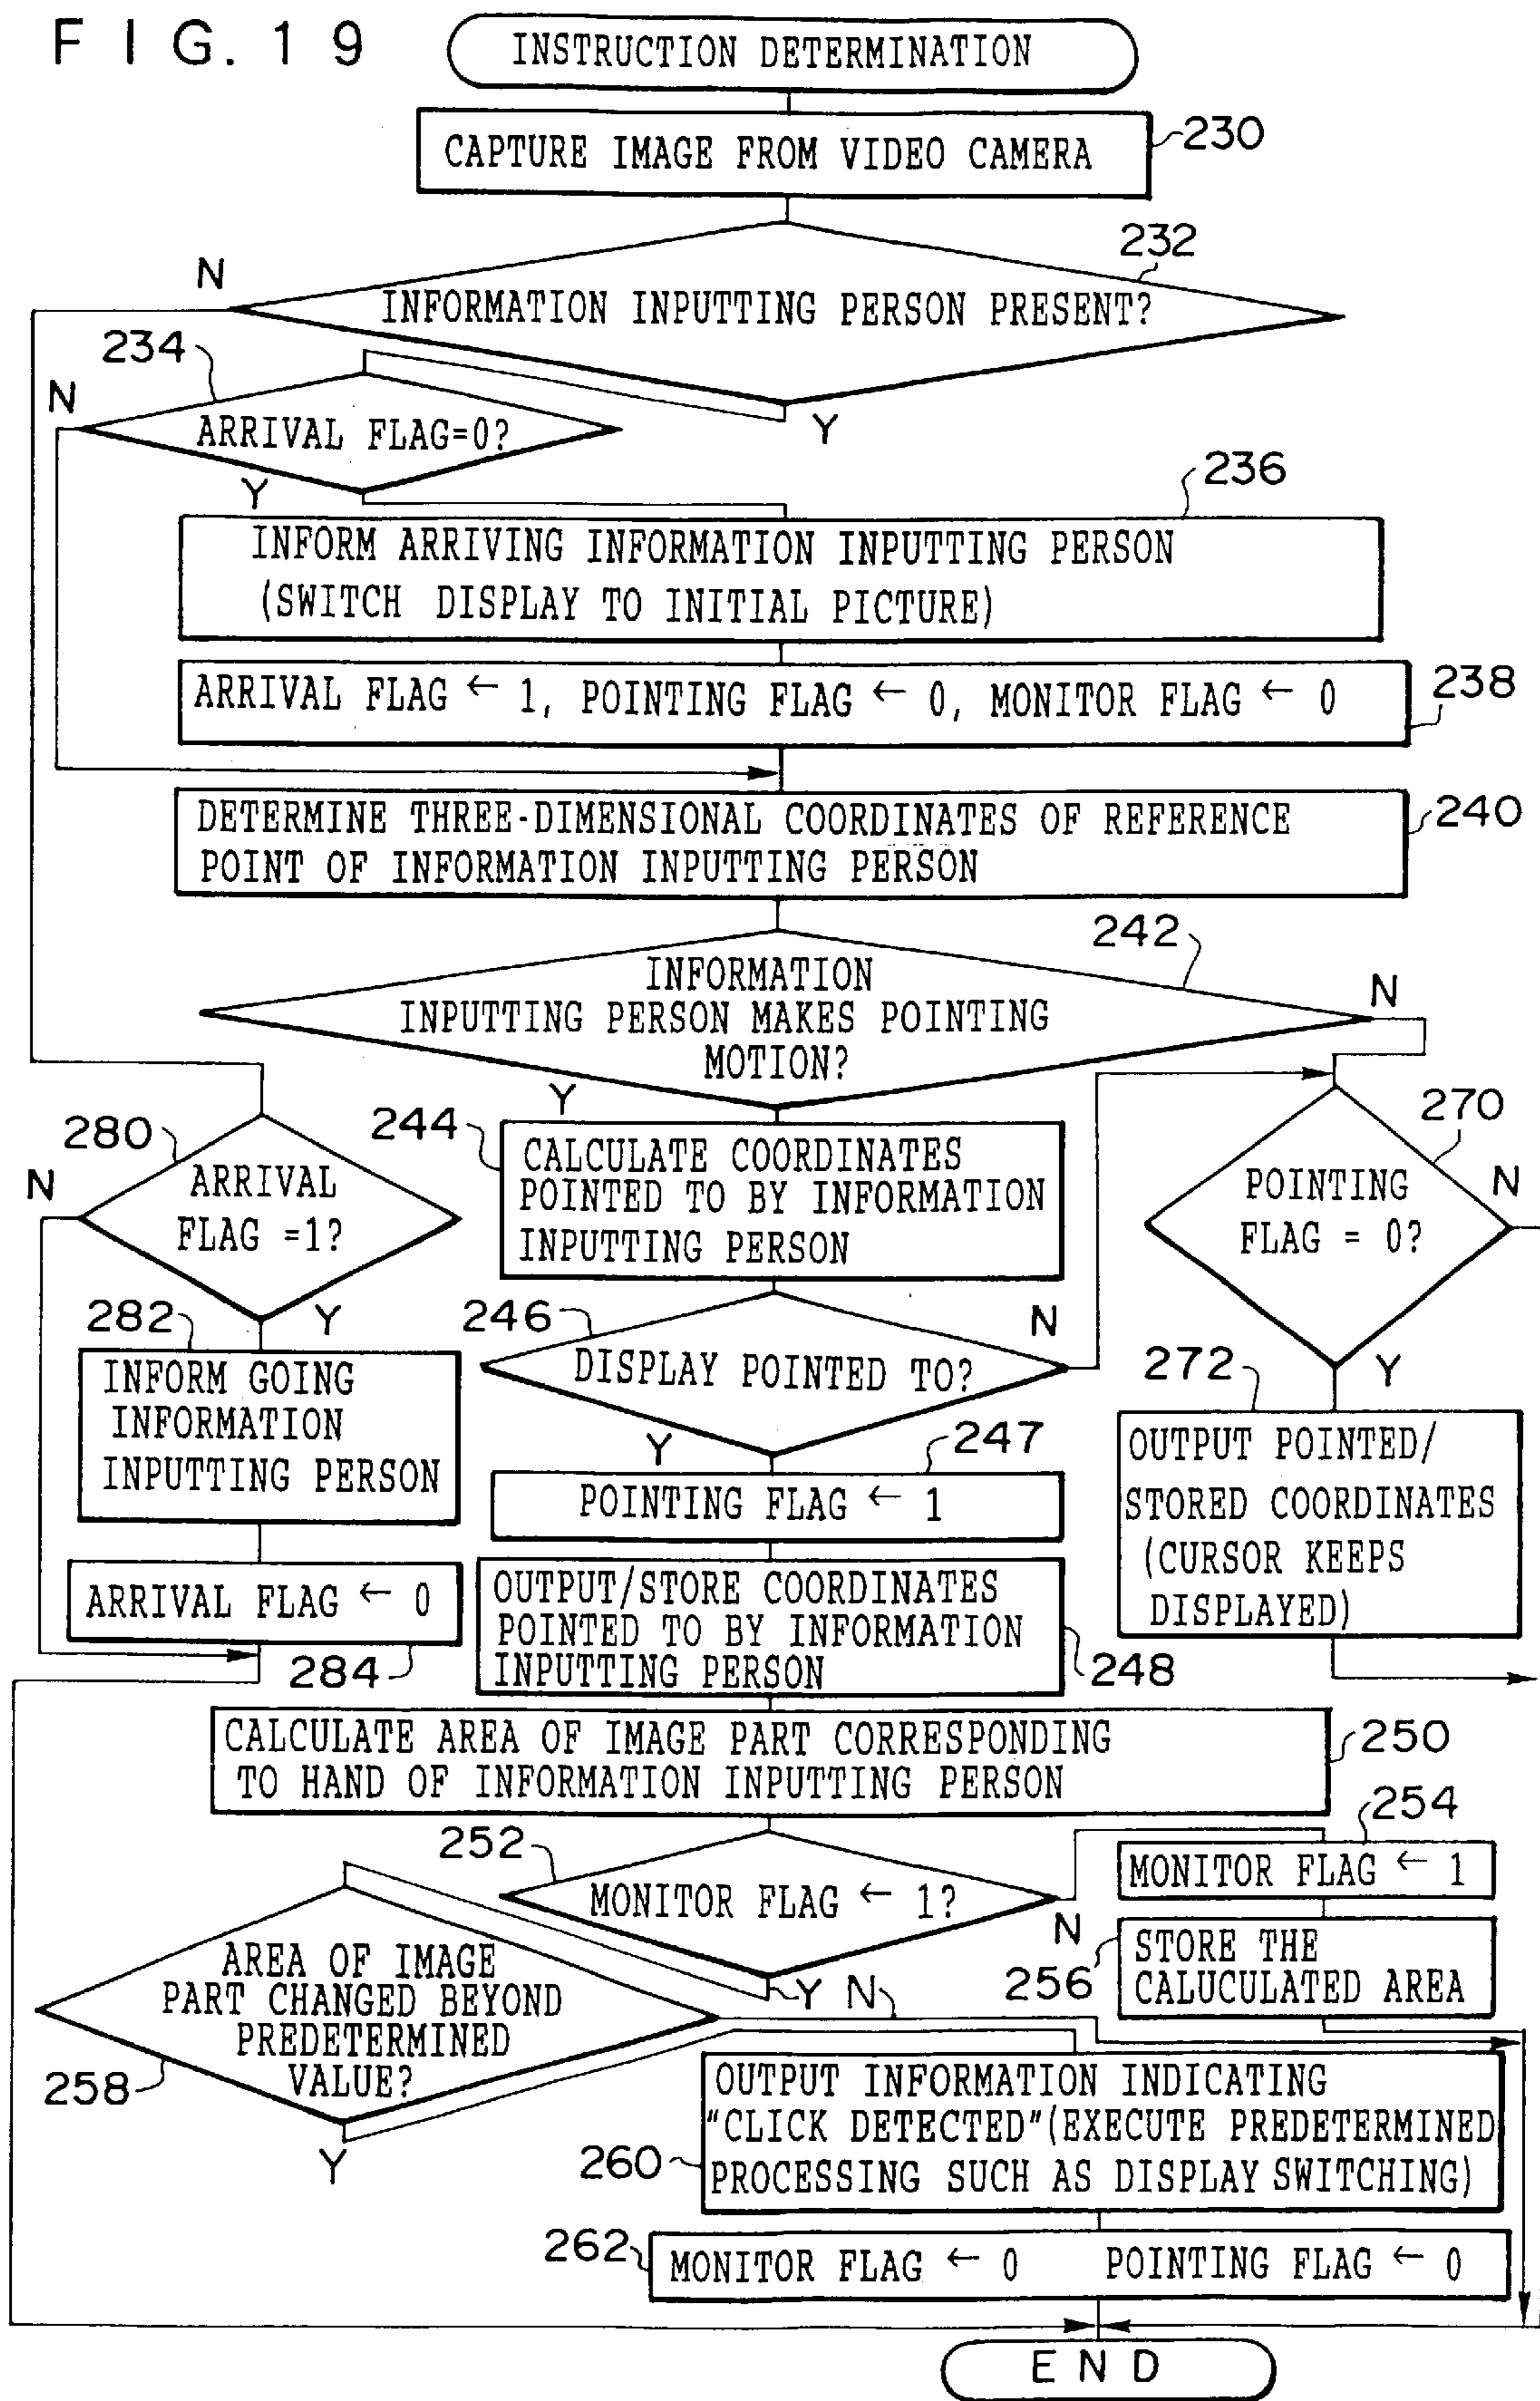 FIG. 19
INSTRUCTION DETERMINATION
CAPTURE IMAGE FROM VIDEO CAMERA
230
232
N
INFORMATION INPUTTING PERSON PRESENT?
234
N
ARRIVAL FLAG=0?
Y
Y
236
INFORM ARRIVING INFORMATION INPUTTING PERSON
(SWITCH DISPLAY TO INITIAL PICTURE)
ARRIVAL FLAG ← 1, POINTING FLAG ← 0, MONITOR FLAG ← 0
238
DETERMINE THREE-DIMENSIONAL COORDINATES OF REFERENCE
POINT OF INFORMATION INPUTTING PERSON
240
242
INFORMATION
INPUTTING PERSON MAKES POINTING
MOTION?
N
Y
280
N
ARRIVAL
FLAG =1?
Y
244
CALCULATE COORDINATES
POINTED TO BY INFORMATION
INPUTTING PERSON
270
POINTING
FLAG = 0?
N
Y
282
INFORM GOING
INFORMATION
INPUTTING PERSON
246
N
DISPLAY POINTED TO?
Y
247
POINTING FLAG ← 1
272
OUTPUT POINTED/
STORED COORDINATES
(CURSOR KEEPS
DISPLAYED)
ARRIVAL FLAG ← 0
284
OUTPUT/STORE COORDINATES
POINTED TO BY INFORMATION
INPUTTING PERSON
248
CALCULATE AREA OF IMAGE PART CORRESPONDING
TO HAND OF INFORMATION INPUTTING PERSON
250
252
MONITOR FLAG ← 1?
N
Y
254
MONITOR FLAG ← 1
256
STORE THE
CALUCULATED AREA
AREA OF IMAGE
PART CHANGED BEYOND
PREDETERMINED
VALUE?
N
258
Y
OUTPUT INFORMATION INDICATING
"CLICK DETECTED"(EXECUTE PREDETERMINED
PROCESSING SUCH AS DISPLAY SWITCHING)
260
262
MONITOR FLAG ← 0 POINTING FLAG ← 0
END